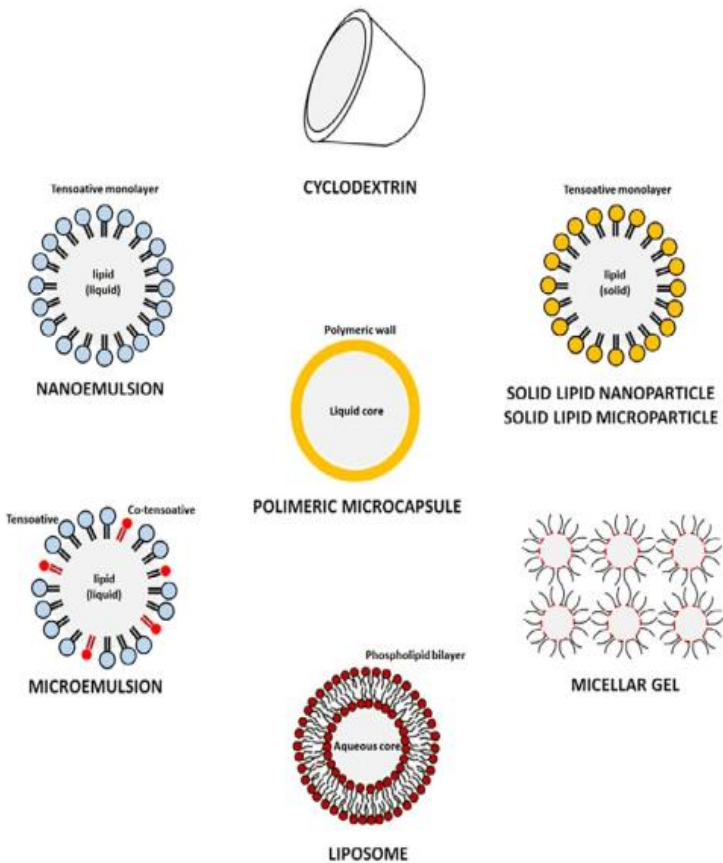 CYCLODEXTRIN
Tensoative monolayer
lipid
(liquid)
NANOEMULSION
Tensoative monolayer
lipid
(solid)
SOLID LIPID NANOPARTICLE
SOLID LIPID MICROPARTICLE
Polymeric wall
Liquid core
POLIMERIC MICROCAPSULE
Tensoative
Co-tensoative
lipid
(liquid)
MICROEMULSION
MICELLAR GEL
Phospholipid bilayer
Aqueous core
LIPOSOME